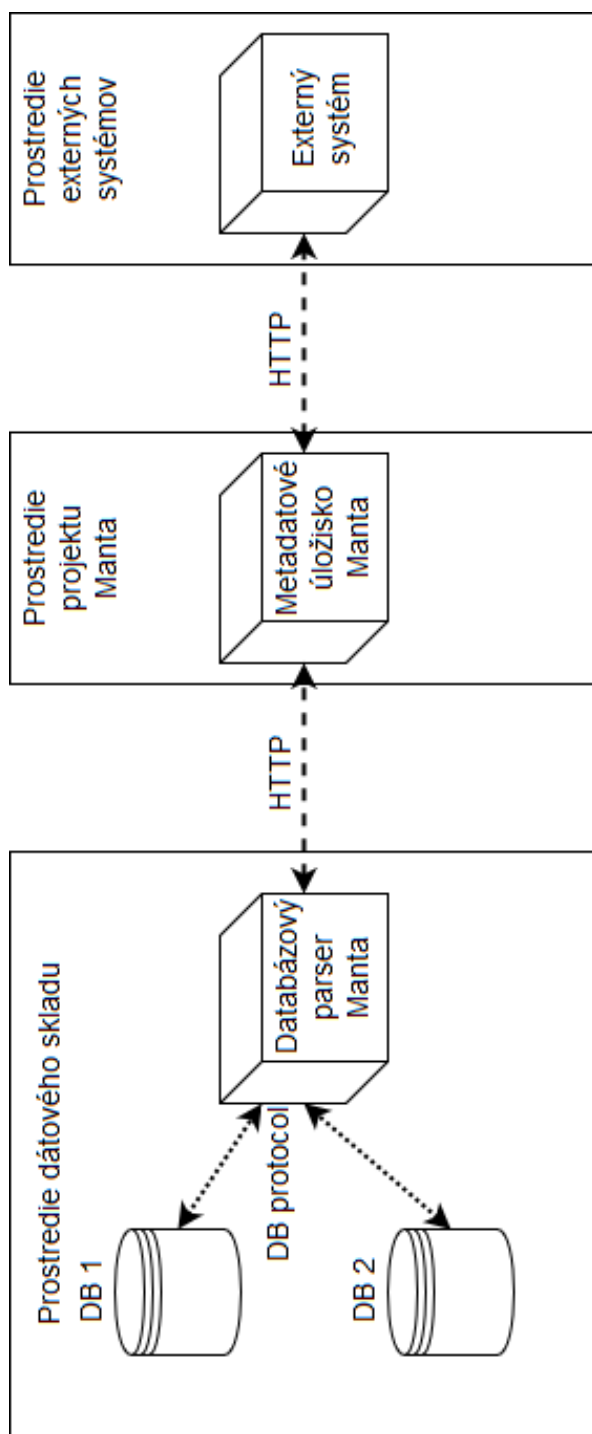 Prostredie dátového skladu
DB 1
DB 2
DB protocol
Databázový
parser
Manta
HTTP
Prostredie
projektu
Manta
Metadatové
úložisko
Manta
HTTP
Prostredie
externých
systémov
Externý
systém